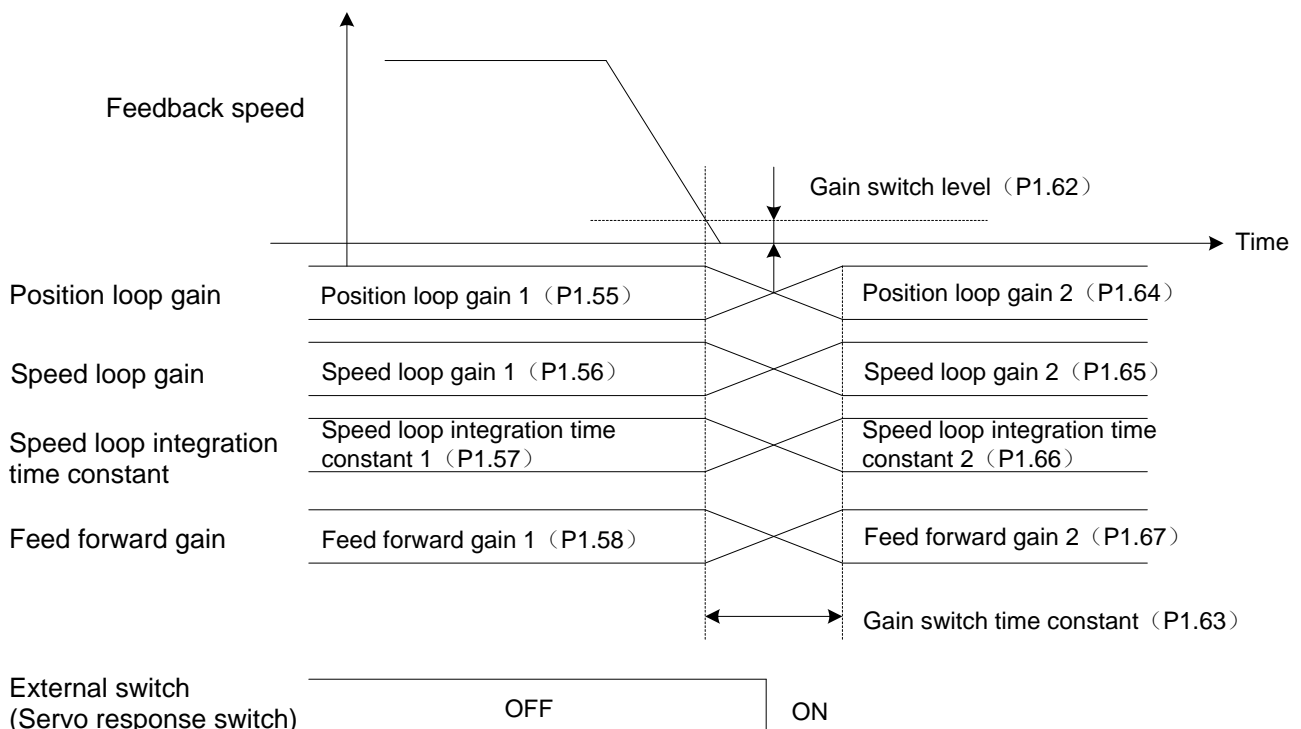 Feedback speed
Gain switch level（P1.62）
Time
Position loop gain
Position loop gain 1（P1.55）
Position loop gain 2（P1.64）
Speed loop gain
Speed loop gain 1（P1.56）
Speed loop gain 2（P1.65）
Speed loop integration
time constant
Speed loop integration time
constant 1（P1.57）
Speed loop integration time
constant 2（P1.66）
Feed forward gain
Feed forward gain 1（P1.58）
Feed forward gain 2（P1.67）
Gain switch time constant（P1.63）
External switch
(Servo response switch)
OFF
ON